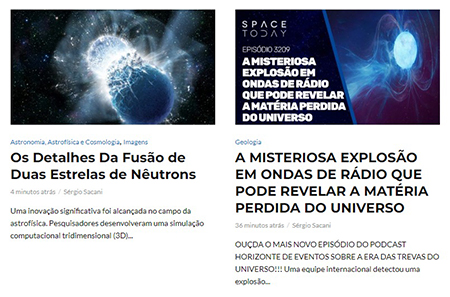 Astronomia, Astrofísica e Cosmologia, Imagens
Os Detalhes Da Fusão de
Duas Estrelas de Nêutrons
4 minutos atrás / Sérgio Sacani
Uma inovação significativa foi alcançada no campo da
astrofísica. Pesquisadores desenvolveram uma simulação
computacional tridimensional (3D)...
SPACE
TODAY
EPISÓDIO 3209
A MISTERIOSA
EXPLOSÃO EM
ONDAS DE RÁDIO
QUE PODE REVELAR
A MATÉRIA PERDIDA
DO UNIVERSO
Geologia
A MISTERIOSA EXPLOSÃO
EM ONDAS DE RÁDIO QUE
PODE REVELAR A MATÉRIA
PERDIDA DO UNIVERSO
36 minutos atrás / Sérgio Sacani
OUÇDA O MAIS NOVO EPISÓDIO DO PODCAST
HORIZONTE DE EVENTOS SOBRE A ERA DAS TREVAS DO
UNIVERSO!!! Uma equipe internacional detectou uma
explosão...